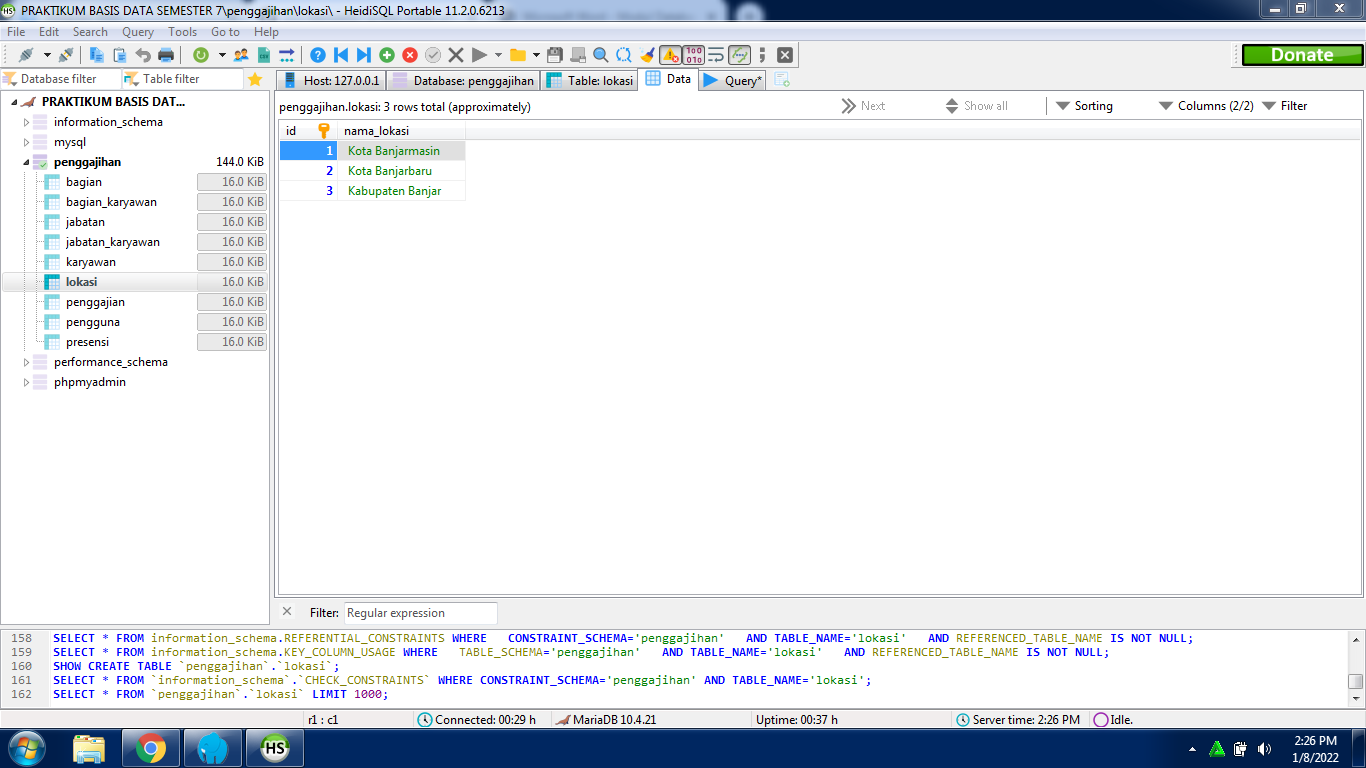 PRAKTIKUM BASIS DATA SEMESTER 7\penggajihan\lokasi\ - HeidiSQL Portable 11.2.0.6213
File Edit Search Query Tools Go to Help
Donate
Database filter Table filter
Host: 127.0.0.1 Database: penggajihan Table: lokasi Data Query*
PRAKTIKUM BASIS DAT...
information_schema
mysql
penggajihan 144.0 KiB
bagian 16.0 KiB
bagian_karyawan 16.0 KiB
jabatan 16.0 KiB
jabatan_karyawan 16.0 KiB
karyawan 16.0 KiB
lokasi 16.0 KiB
penggajian 16.0 KiB
pengguna 16.0 KiB
presensi 16.0 KiB
performance_schema
phpmyadmin
penggajihan.lokasi: 3 rows total (approximately) Next Show all Sorting Columns (2/2) Filter
id nama_lokasi
1 Kota Banjarmasin
2 Kota Banjarbaru
3 Kabupaten Banjar
Filter: Regular expression
158 SELECT * FROM information_schema.REFERENTIAL_CONSTRAINTS WHERE CONSTRAINT_SCHEMA='penggajihan' AND TABLE_NAME='lokasi' AND REFERENCED_TABLE_NAME IS NOT NULL;
159 SELECT * FROM information_schema.KEY_COLUMN_USAGE WHERE TABLE_SCHEMA='penggajihan' AND TABLE_NAME='lokasi' AND REFERENCED_TABLE_NAME IS NOT NULL;
160 SHOW CREATE TABLE `penggajihan`.`lokasi`;
161 SELECT * FROM `information_schema`.`CHECK_CONSTRAINTS` WHERE CONSTRAINT_SCHEMA='penggajihan' AND TABLE_NAME='lokasi';
162 SELECT * FROM `penggajihan`.`lokasi` LIMIT 1000;
r1 : c1 Connected: 00:29 h MariaDB 10.4.21 Uptime: 00:37 h Server time: 2:26 PM Idle.
HS
2:26 PM
1/8/2022